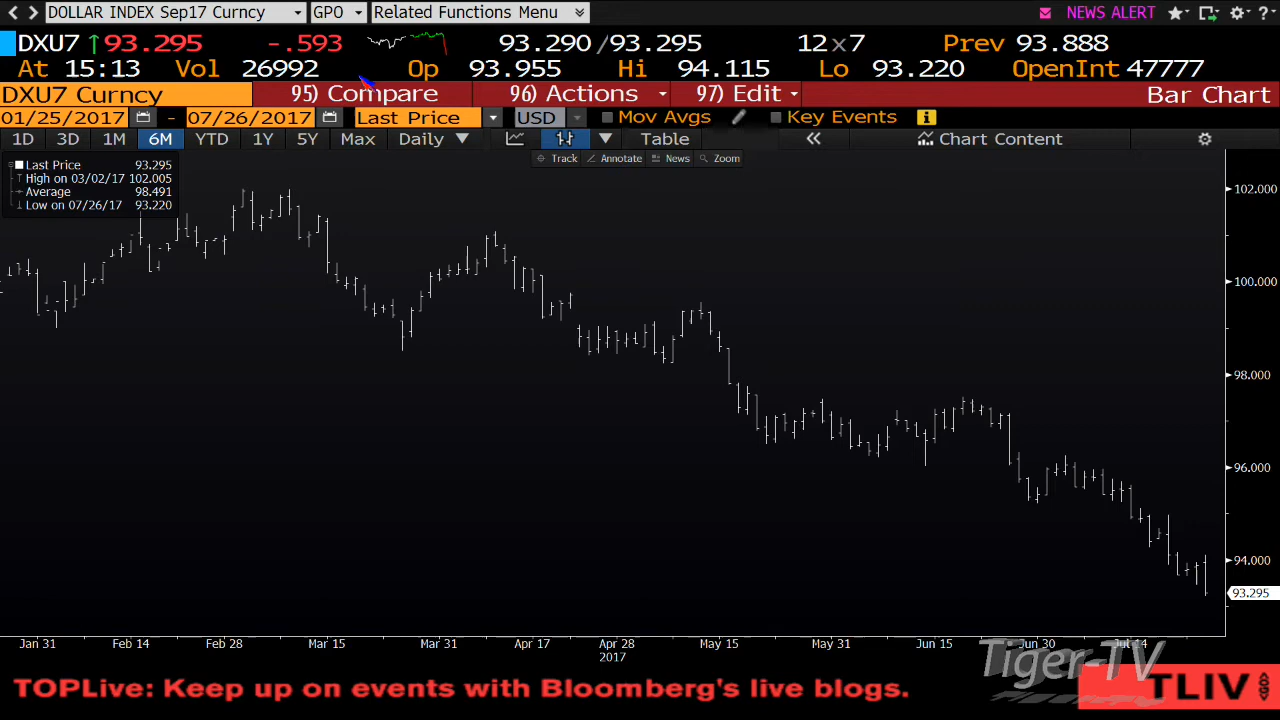 DOLLAR INDEX Sep17 Curncy GPO Related Functions Menu NEWS ALERT ?
DXU7 ↑93.295 -.593 93.290/93.295 12x7 Prev 93.888
At 15:13 Vol 26992 Op 93.955 Hi 94.115 Lo 93.220 OpenInt 47777
DXU7 Curncy 95) Compare 96) Actions 97) Edit Bar Chart
01/25/2017 - 07/26/2017 Last Price USD Mov Avgs Key Events
1D 3D 1M 6M YTD 1Y 5Y Max Daily ▼ Table « Chart Content
Track Annotate News Zoom
Last Price 93.295
High on 03/02/17 102.005
Average 98.491
Low on 07/26/17 93.220
102.000
100.000
98.000
96.000
94.000
93.295
Jan 31 Feb 14 Feb 28 Mar 15 Mar 31 Apr 17 Apr 28 May 15 May 31 Jun 15 Jun 30 Jul 14
2017
Tiger-TV
TOPLive: Keep up on events with Bloomberg's live blogs. TLIV